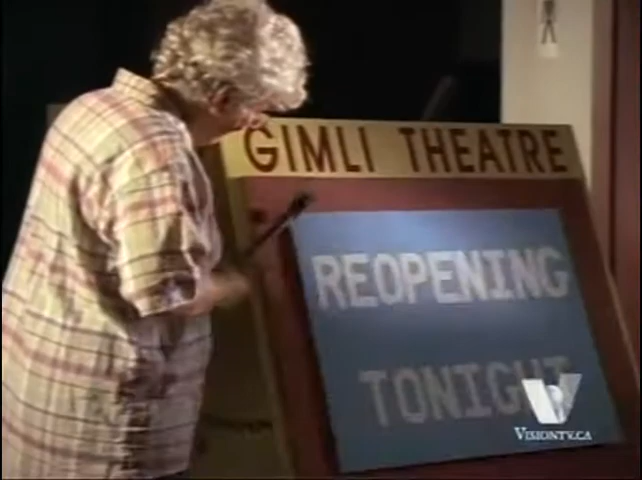 GIMLI THEATRE
REOPENING
TONIGHT
V
VISIONTV.CA